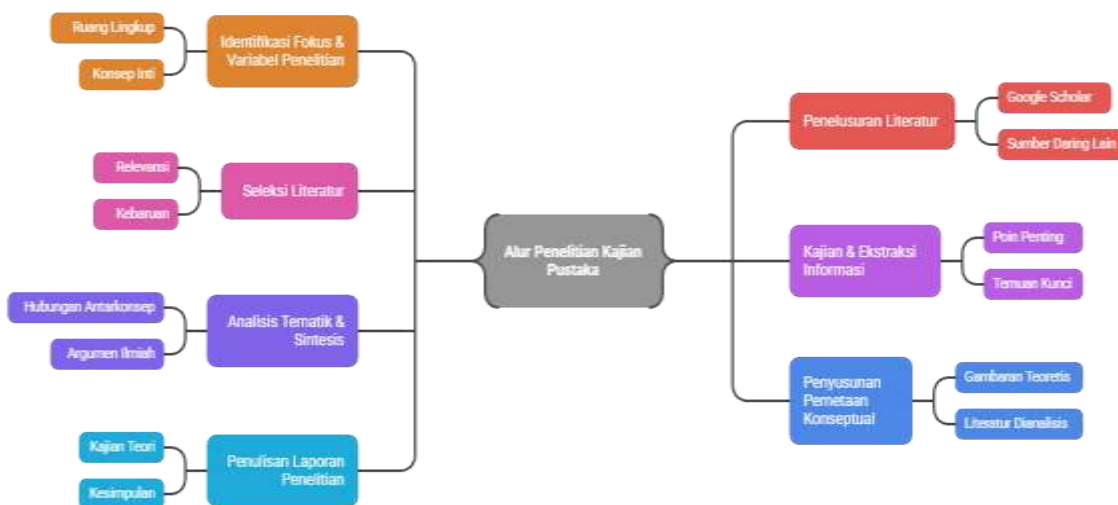 Ruang Lingkup
Konsep Inti
Identifikasi Fokus &
Variabel Penelitian
Relevansi
Kebaruan
Seleksi Literatur
Hubungan Antarkonsep
Argumen Ilmiah
Analisis Tematik &
Sintesis
Kajian Teori
Kesimpulan
Penulisan Laporan
Penelitian
Alur Penelitian Kajian
Pustaka
Penelusuran Literatur
Google Scholar
Sumber Daring Lain
Kajian & Ekstraksi
Informasi
Poin Penting
Temuan Kunci
Penyusunan
Pemetaan
Konseptual
Gambaran Teoretis
Literatur Dianalisis